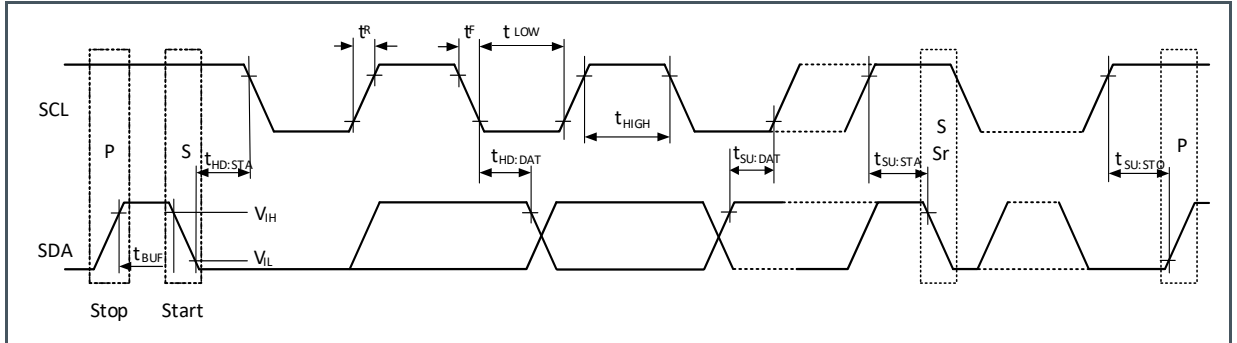 tR tF t LOW
SCL
tHIGH
P S tHD:STA tHD:DAT tSU:DAT tSU:STA S Sr tSU:STO P
VIH
SDA tBUF VIL
Stop Start